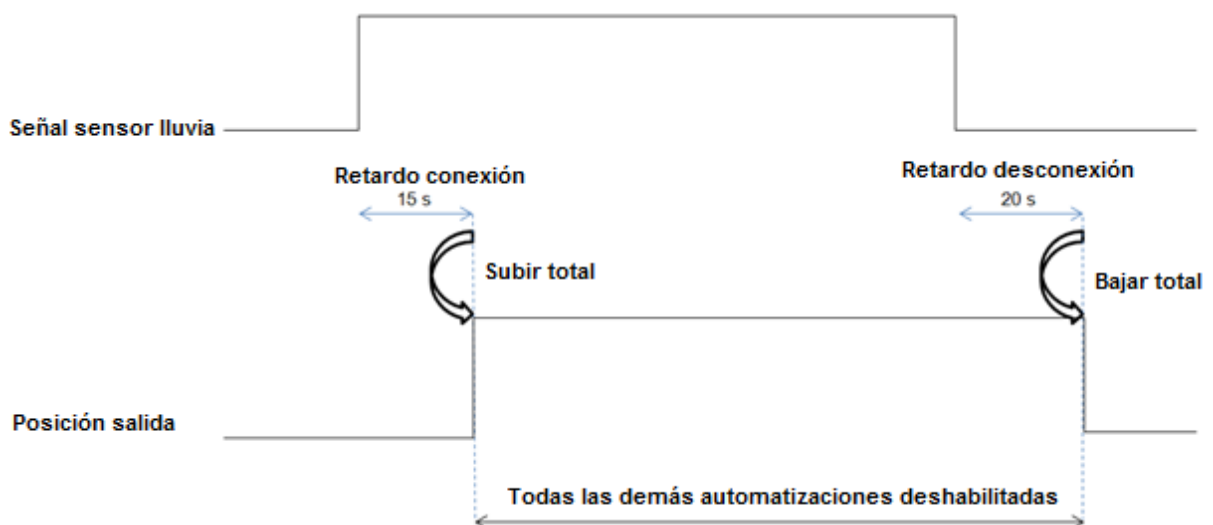 Señal sensor lluvia
Retardo conexión
15 s
Retardo desconexión
20 s
Subir total
Bajar total
Posición salida
Todas las demás automatizaciones deshabilitadas